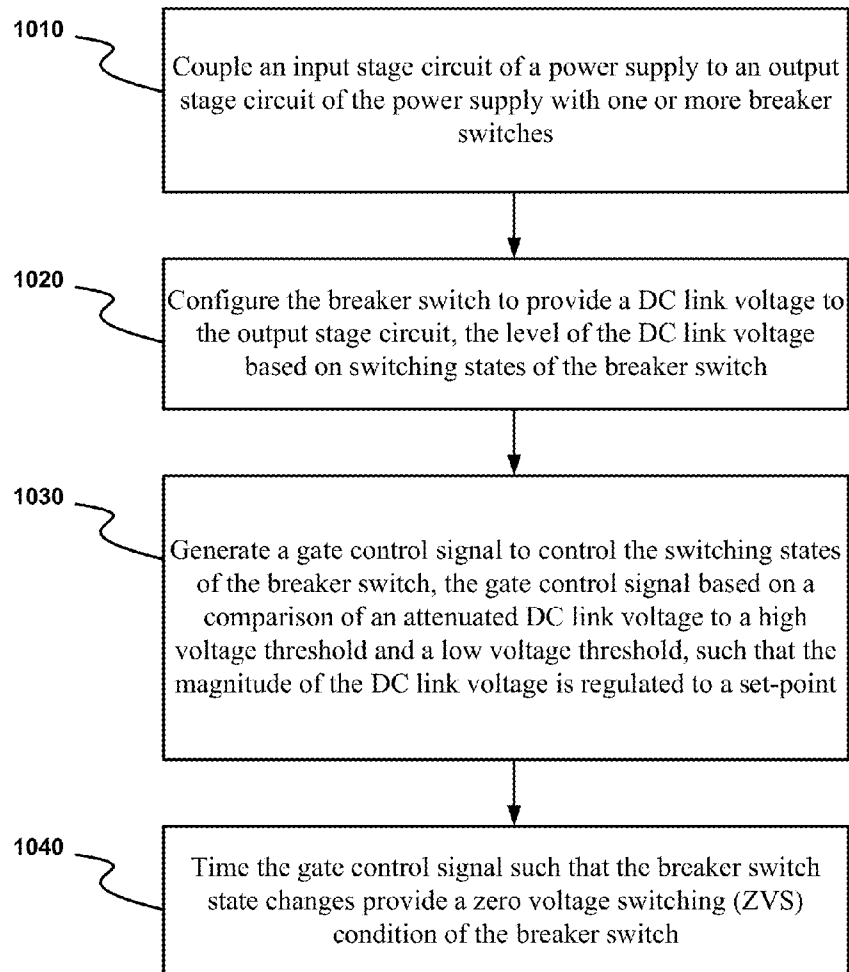 1010
Couple an input stage circuit of a power supply to an output
stage circuit of the power supply with one or more breaker
switches
1020
Configure the breaker switch to provide a DC link voltage to
the output stage circuit, the level of the DC link voltage
based on switching states of the breaker switch
1030
Generate a gate control signal to control the switching states
of the breaker switch, the gate control signal based on a
comparison of an attenuated DC link voltage to a high
voltage threshold and a low voltage threshold, such that the
magnitude of the DC link voltage is regulated to a set-point
1040
Time the gate control signal such that the breaker switch
state changes provide a zero voltage switching (ZVS)
condition of the breaker switch